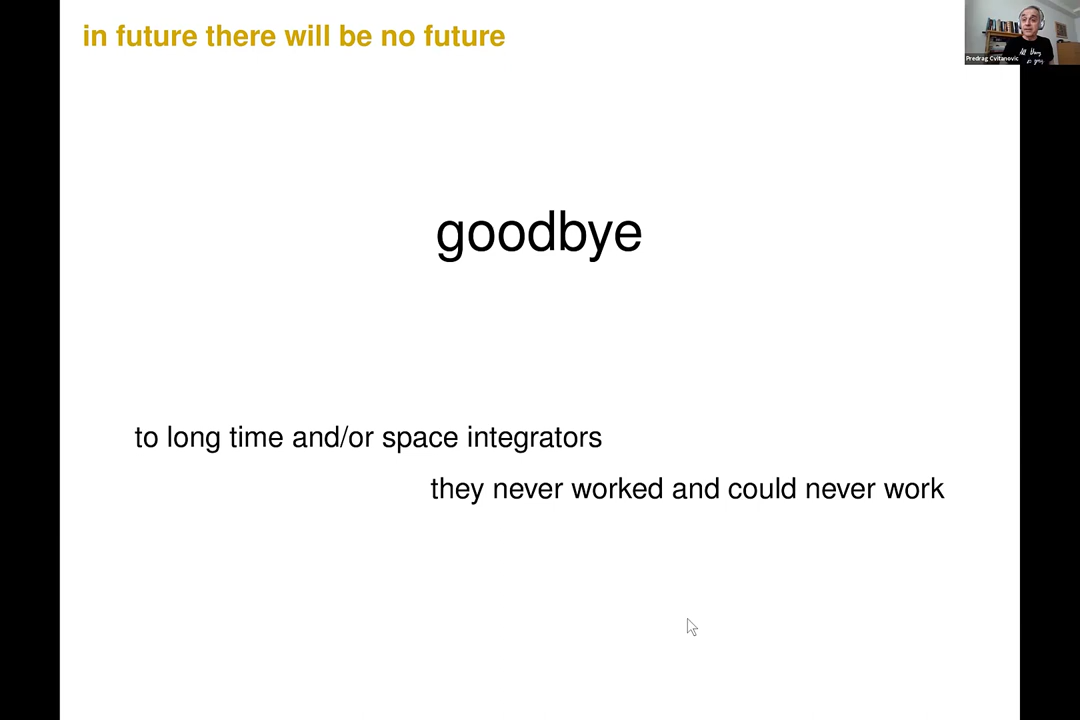 in future there will be no future
Predrag Cvitanovic
goodbye
to long time and/or space integrators
they never worked and could never work